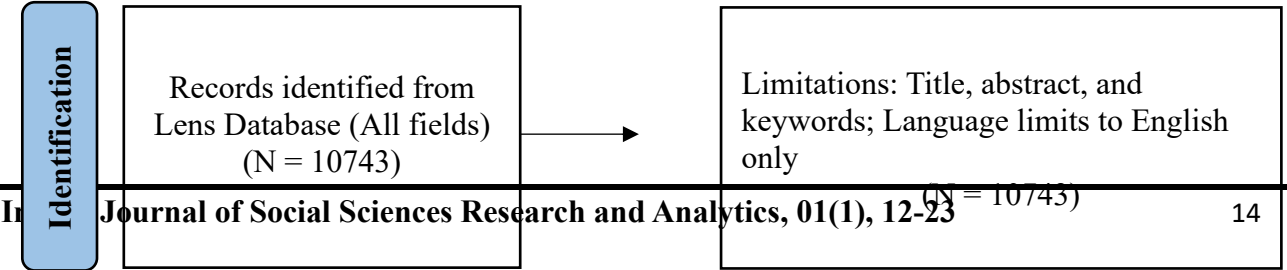 Identification
Records identified from
Lens Database (All fields)
(N = 10743)
Limitations: Title, abstract, and
keywords; Language limits to English
only
(N = 10743)
Journal of Social Sciences Research and Analytics, 01(1), 12-23
14